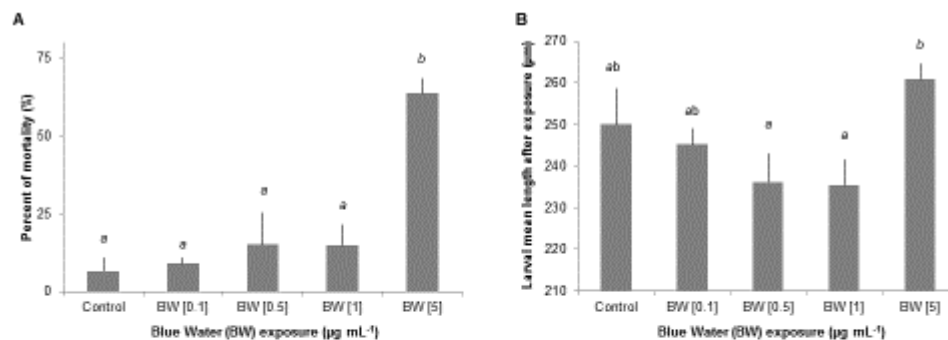 A
Percent of mortality (%)
75
50
25
0
a
a
a
a
b
Control
BW [0.1]
BW [0.5]
BW [1]
BW [5]
Blue Water (BW) exposure (µg mL⁻¹)
B
Larval mean length after exposure (µm)
270
260
250
240
230
220
210
ab
ab
a
a
b
Control
BW [0.1]
BW [0.5]
BW [1]
BW [5]
Blue Water (BW) exposure (µg mL⁻¹)